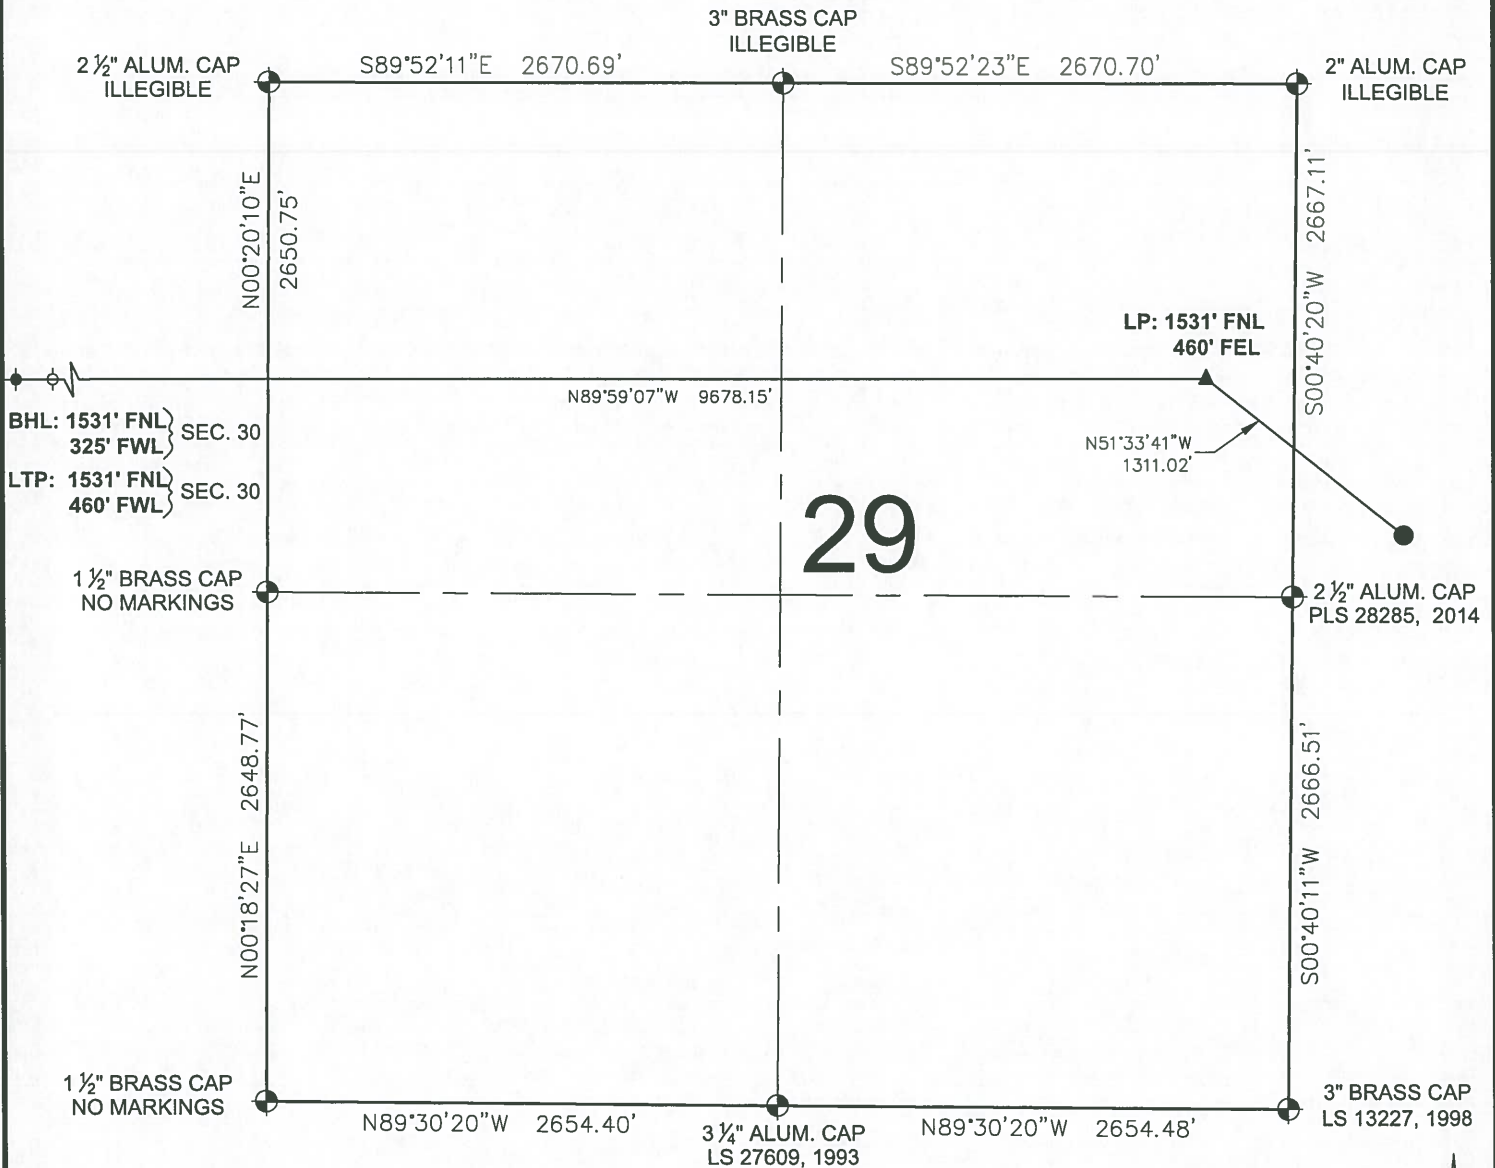 3" BRASS CAP
ILLEGIBLE
2 ½" ALUM. CAP
ILLEGIBLE
S89°52'11"E 2670.69'
S89°52'23"E 2670.70'
2" ALUM. CAP
ILLEGIBLE
N00°20'10"E
2650.75'
S00°40'20"W 2667.11'
LP: 1531' FNL
460' FEL
N89°59'07"W 9678.15'
BHL: 1531' FNL
325' FWL
SEC. 30
LTP: 1531' FNL
460' FWL
SEC. 30
N51°33'41"W
1311.02'
29
1 ½" BRASS CAP
NO MARKINGS
2 ½" ALUM. CAP
PLS 28285, 2014
N00°18'27"E 2648.77'
S00°40'11"W 2666.51'
1 ½" BRASS CAP
NO MARKINGS
N89°30'20"W 2654.40'
3 ¼" ALUM. CAP
LS 27609, 1993
N89°30'20"W 2654.48'
3" BRASS CAP
LS 13227, 1998